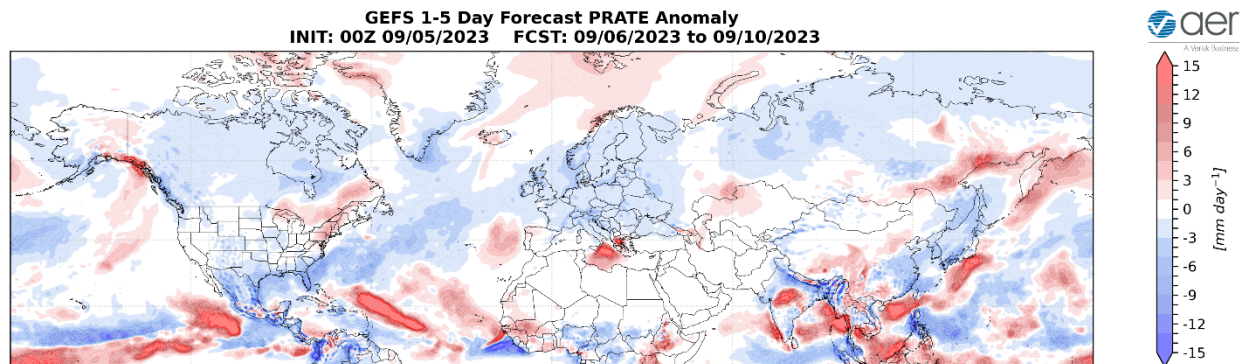 GEFS 1-5 Day Forecast PRATE Anomaly
INIT: 00Z 09/05/2023 FCST: 09/06/2023 to 09/10/2023
aer
A Verisk Business
15
12
9
6
3
0
-3
-6
-9
-12
-15
[mm day⁻¹]